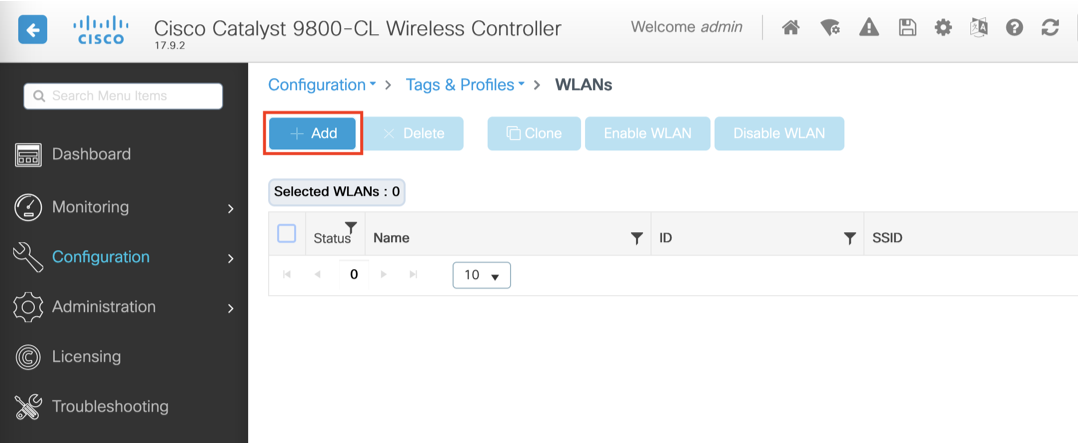 CISCO
Cisco Catalyst 9800-CL Wireless Controller
17.9.2
Welcome admin
Search Menu Items
Dashboard
Monitoring
Configuration
Administration
Licensing
Troubleshooting
Configuration > Tags & Profiles > WLANs
+ Add
× Delete
Clone
Enable WLAN
Disable WLAN
Selected WLANs : 0
Status Name ID SSID
0 10